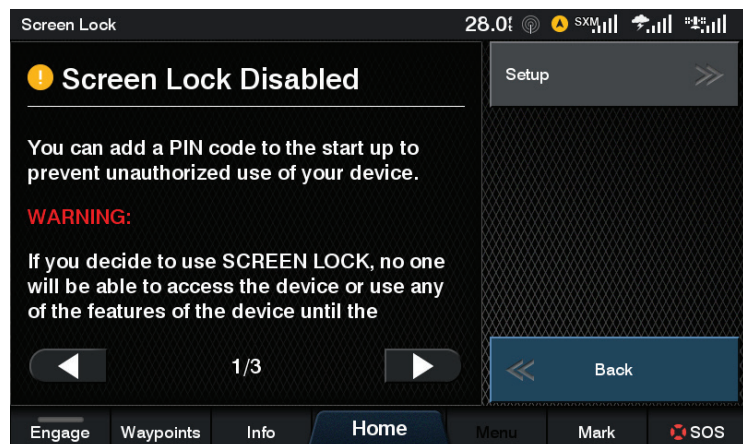 Screen Lock
28.0
SXM
Screen Lock Disabled
Setup
You can add a PIN code to the start up to
prevent unauthorized use of your device.
WARNING:
If you decide to use SCREEN LOCK, no one
will be able to access the device or use any
of the features of the device until the
1/3
Back
Engage
Waypoints
Info
Home
Menu
Mark
SOS